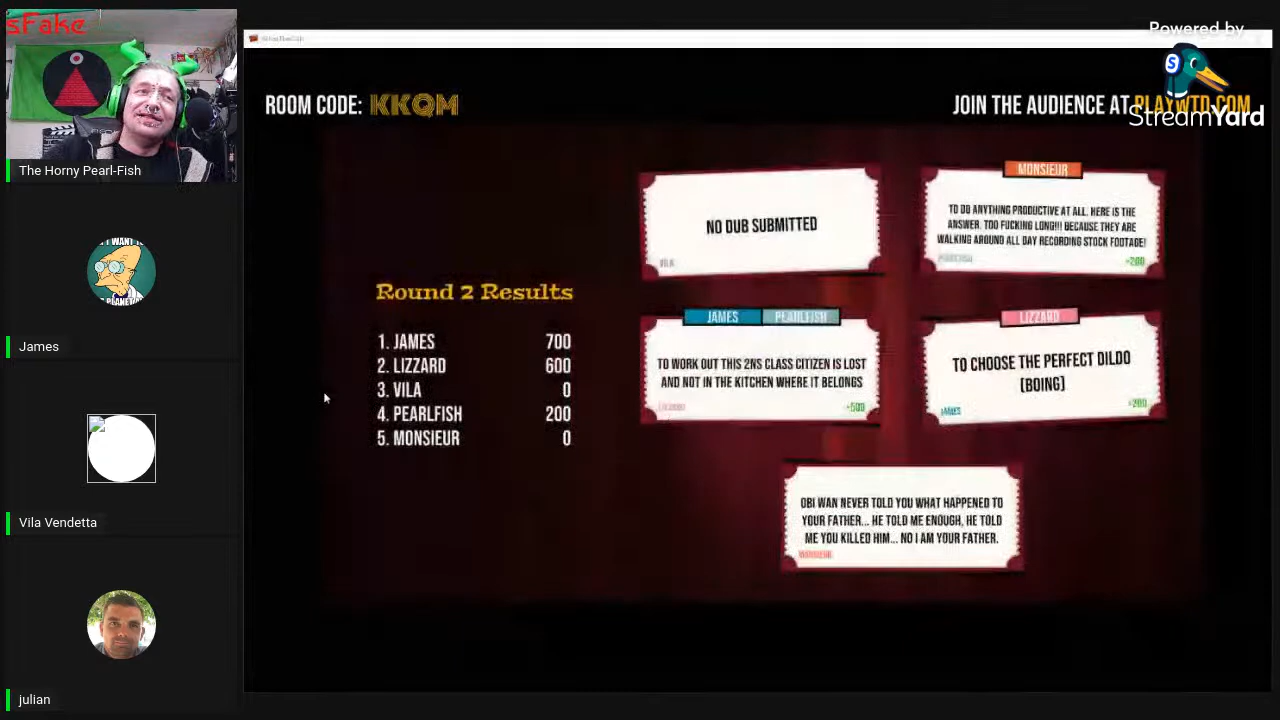 sFake
The Horny Pearl-Fish
I WANT
PLANET
James
Vila Vendetta
julian
ROOM CODE: KKQM
JOIN THE AUDIENCE AT PLAYWTD.COM
Powered by
S
StreamYard
Round 2 Results
1. JAMES 700
2. LIZZARD 600
3. VILA 0
4. PEARLFISH 200
5. MONSIEUR 0
NO DUB SUBMITTED
VILA
MONSIEUR
TO DO ANYTHING PRODUCTIVE AT ALL. HERE IS THE
ANSWER. TOO FUCKING LONG!!! BECAUSE THEY ARE
WALKING AROUND ALL DAY RECORDING STOCK FOOTAGE!
PEARLFISH
+200
JAMES PEARLFISH
TO WORK OUT THIS 2NS CLASS CITIZEN IS LOST
AND NOT IN THE KITCHEN WHERE IT BELONGS
LIZZARD
+500
LIZZARD
TO CHOOSE THE PERFECT DILDO
[BOING]
JAMES
+200
OBI WAN NEVER TOLD YOU WHAT HAPPENED TO
YOUR FATHER... HE TOLD ME ENOUGH, HE TOLD
ME YOU KILLED HIM... NO I AM YOUR FATHER.
MONSIEUR